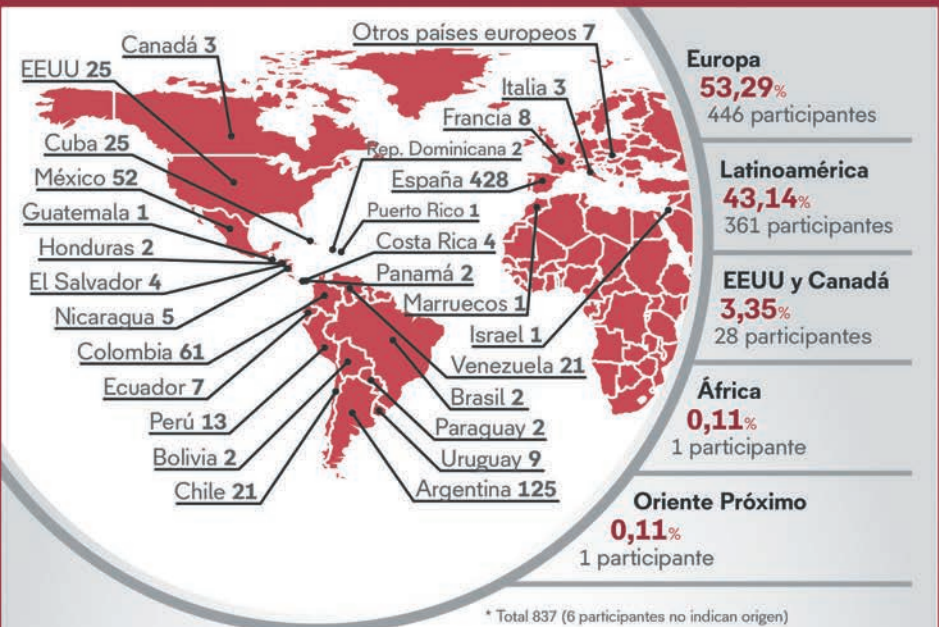 Canadá 3
EEUU 25
Cuba 25
México 52
Guatemala 1
Honduras 2
El Salvador 4
Nicaragua 5
Colombia 61
Ecuador 7
Perú 13
Bolivia 2
Chile 21
Otros países europeos 7
Italia 3
Francia 8
Rep. Dominicana 2
España 428
Puerto Rico 1
Costa Rica 4
Panamá 2
Marruecos 1
Israel 1
Venezuela 21
Brasil 2
Paraguay 2
Uruguay 9
Argentina 125
Europa
53,29%
446 participantes
Latinoamérica
43,14%
361 participantes
EEUU y Canadá
3,35%
28 participantes
África
0,11%
1 participante
Oriente Próximo
0,11%
1 participante
* Total 837 (6 participantes no indican origen)